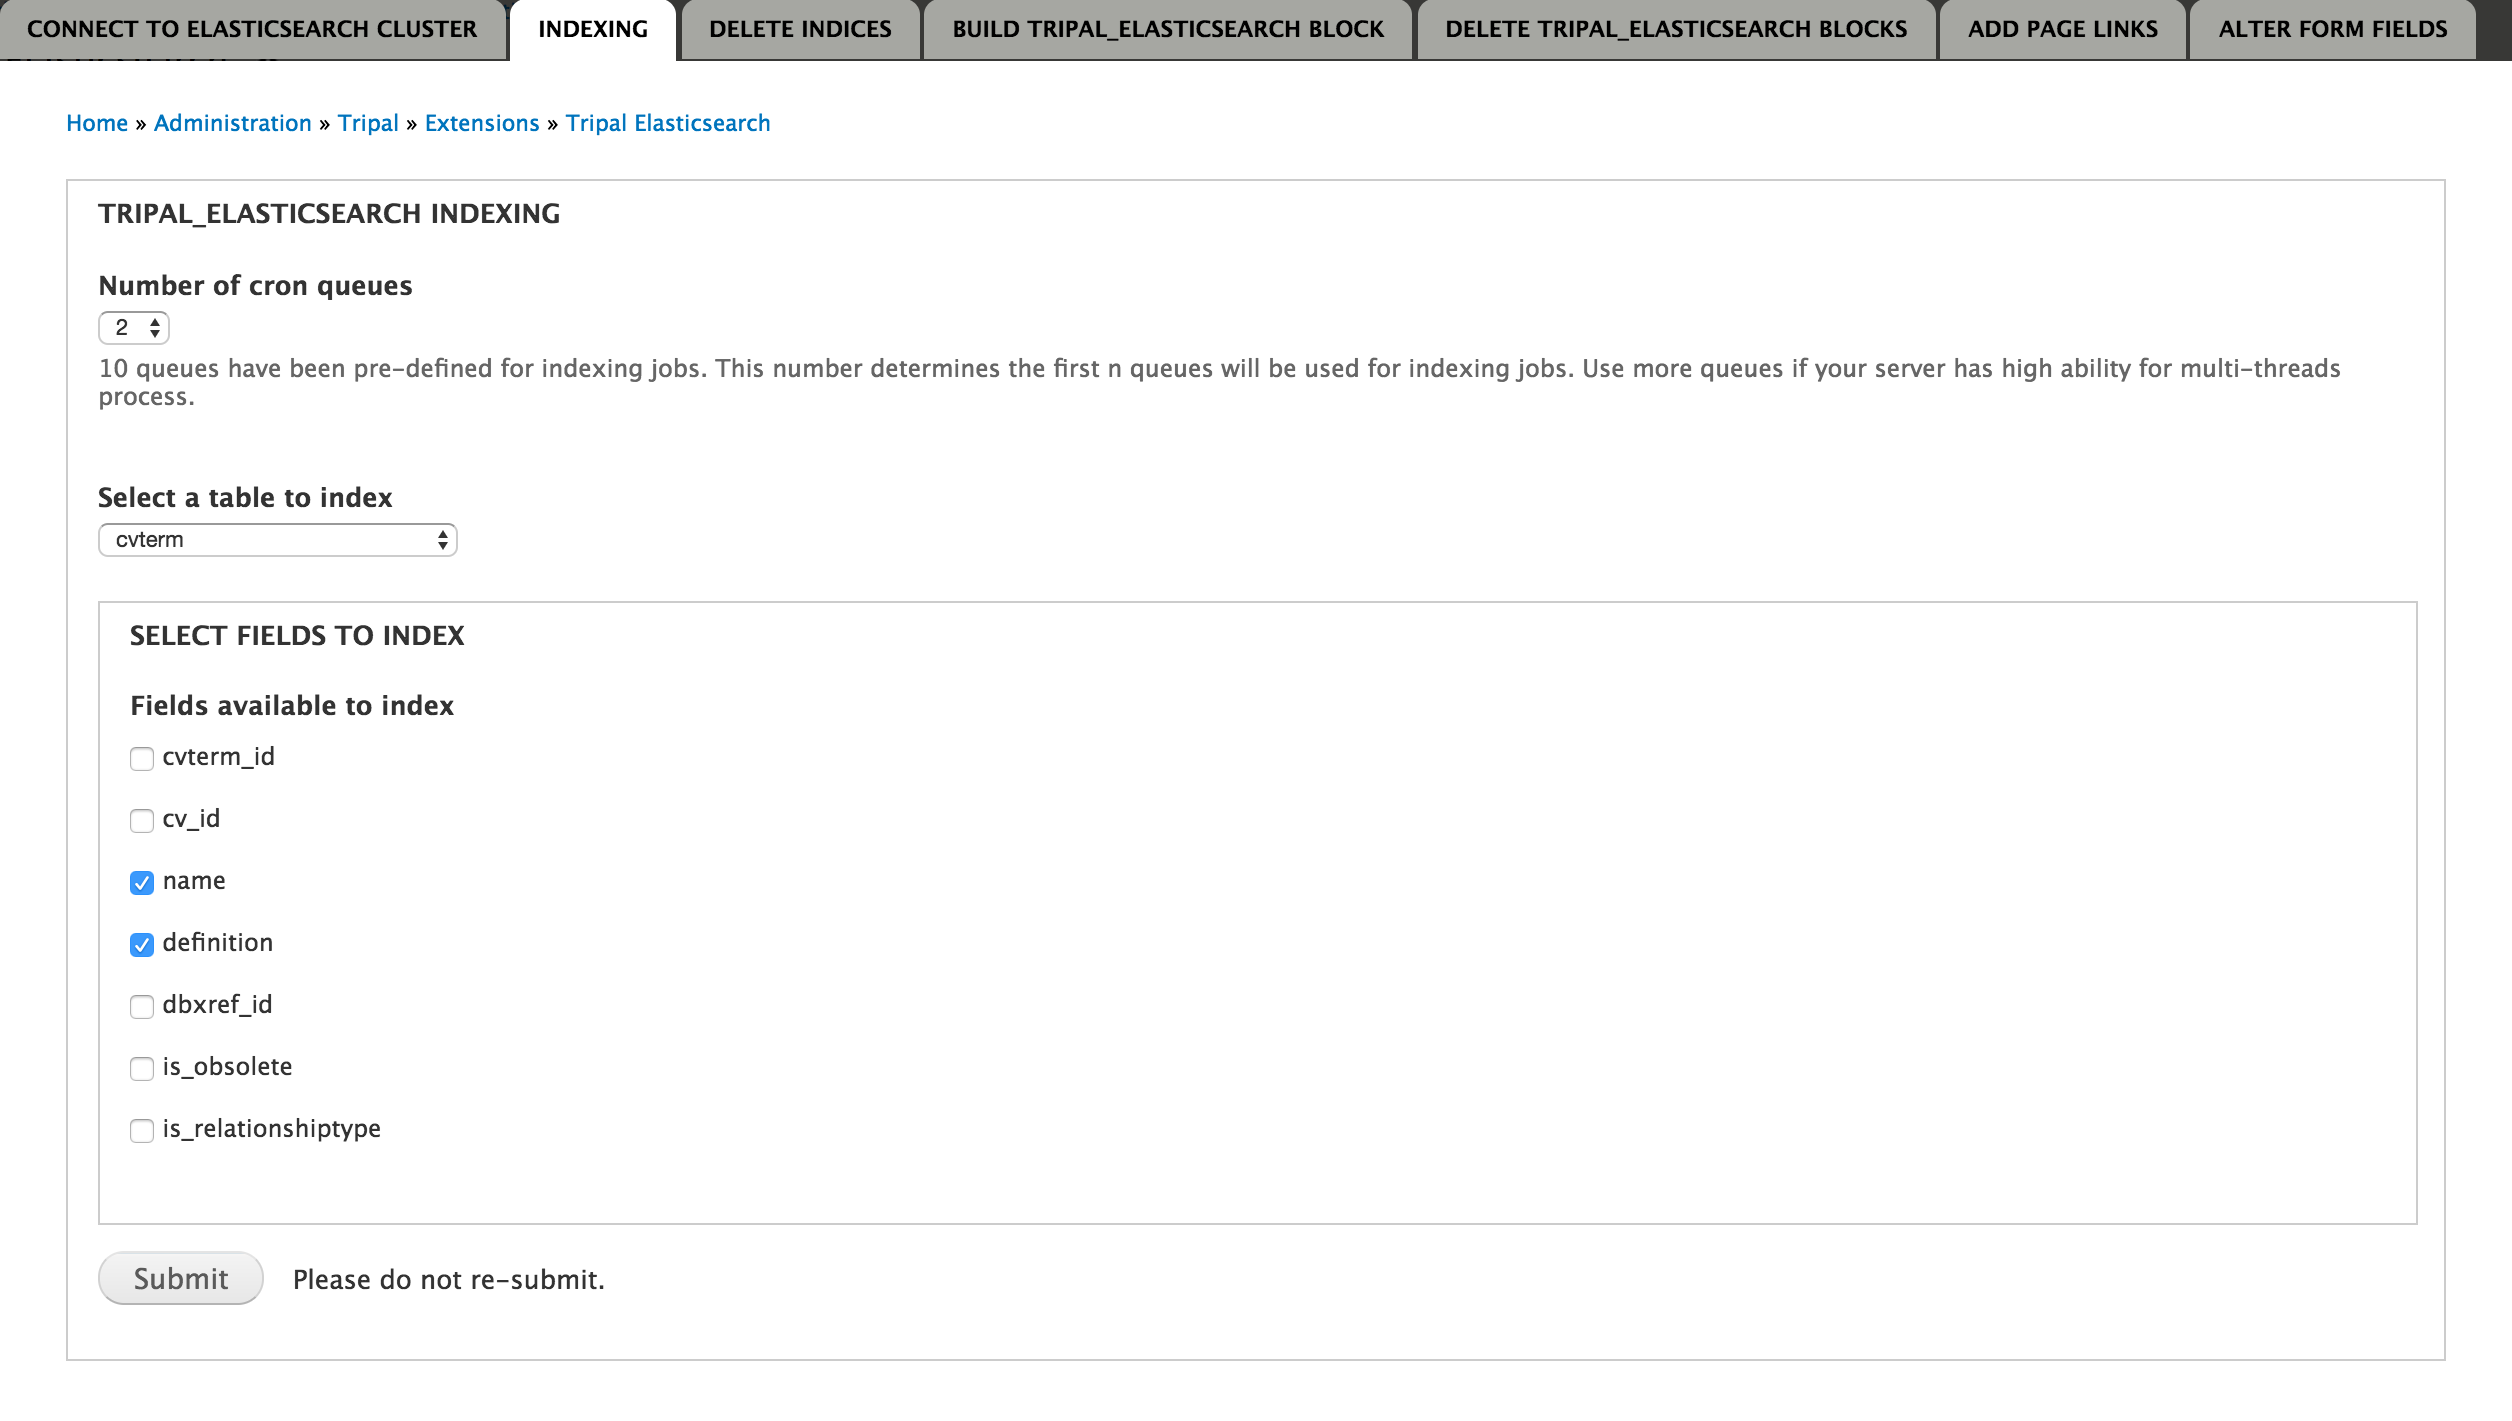 CONNECT TO ELASTICSEARCH CLUSTER INDEXING DELETE INDICES BUILD TRIPAL_ELASTICSEARCH BLOCK DELETE TRIPAL_ELASTICSEARCH BLOCKS ADD PAGE LINKS ALTER FORM FIELDS
Home » Administration » Tripal » Extensions » Tripal Elasticsearch
TRIPAL_ELASTICSEARCH INDEXING
Number of cron queues
2
10 queues have been pre-defined for indexing jobs. This number determines the first n queues will be used for indexing jobs. Use more queues if your server has high ability for multi-threads
process.
Select a table to index
cvterm
SELECT FIELDS TO INDEX
Fields available to index
cvterm_id
cv_id
name
definition
dbxref_id
is_obsolete
is_relationshiptype
Submit Please do not re-submit.